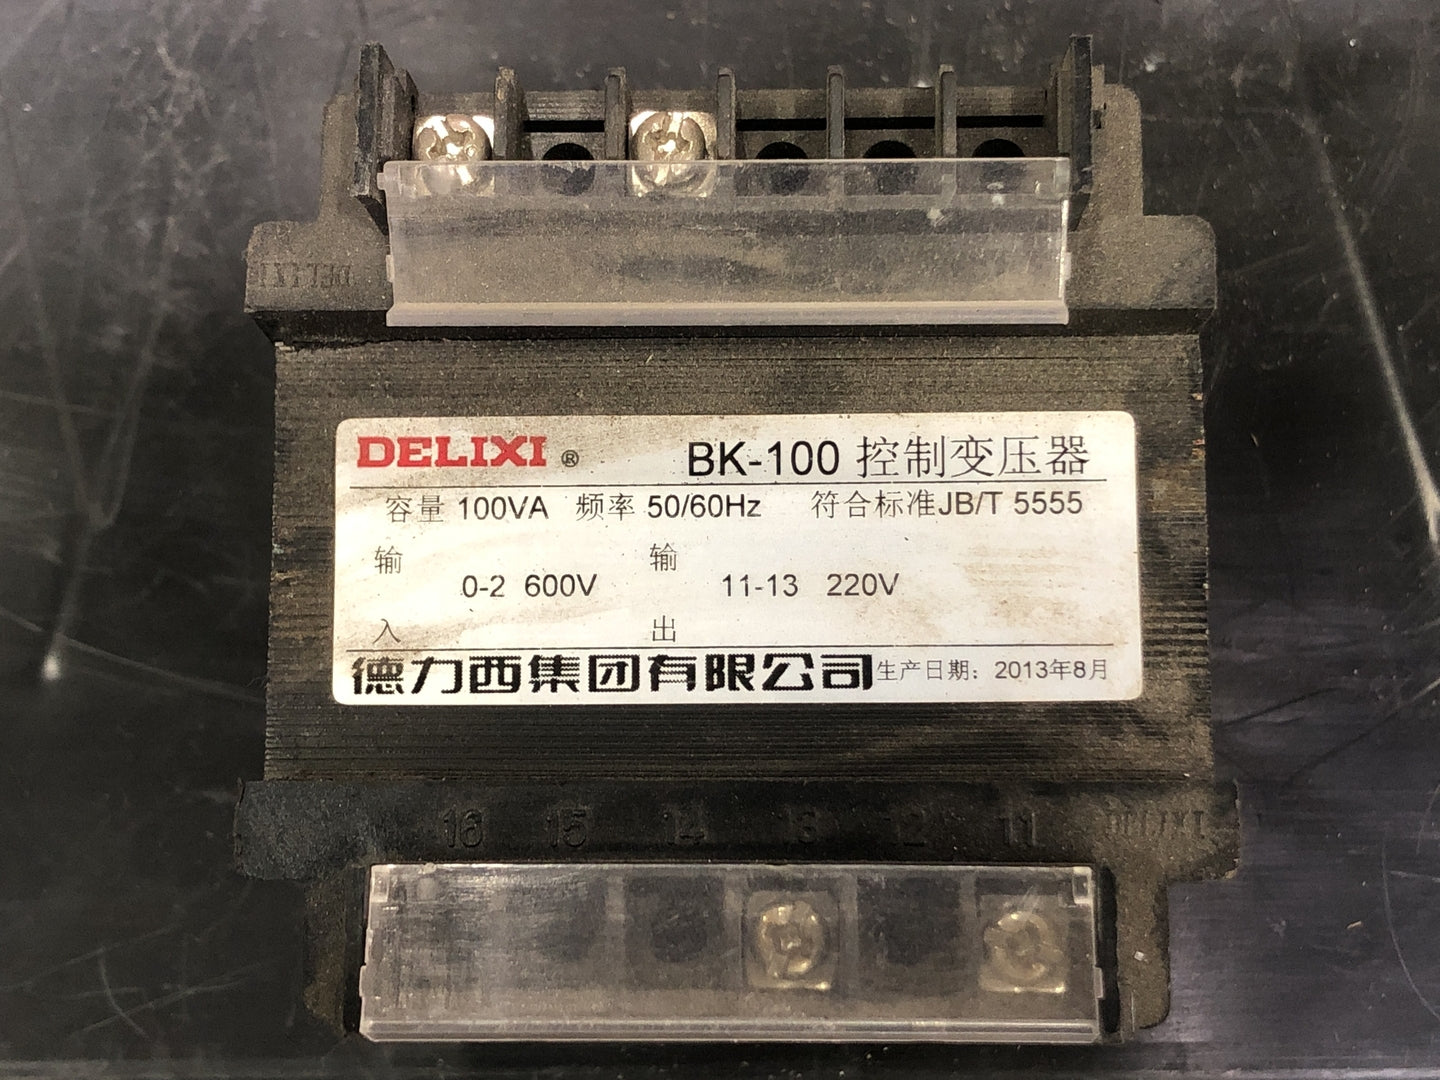 DELIXI
DELIXI® BK-100 控制变压器
容量 100VA 频率 50/60Hz 符合标准JB/T 5555
输入 0-2 600V 输出 11-13 220V
德力西集团有限公司 生产日期：2013年8月
16 15 14 13 12 11 DELIXI